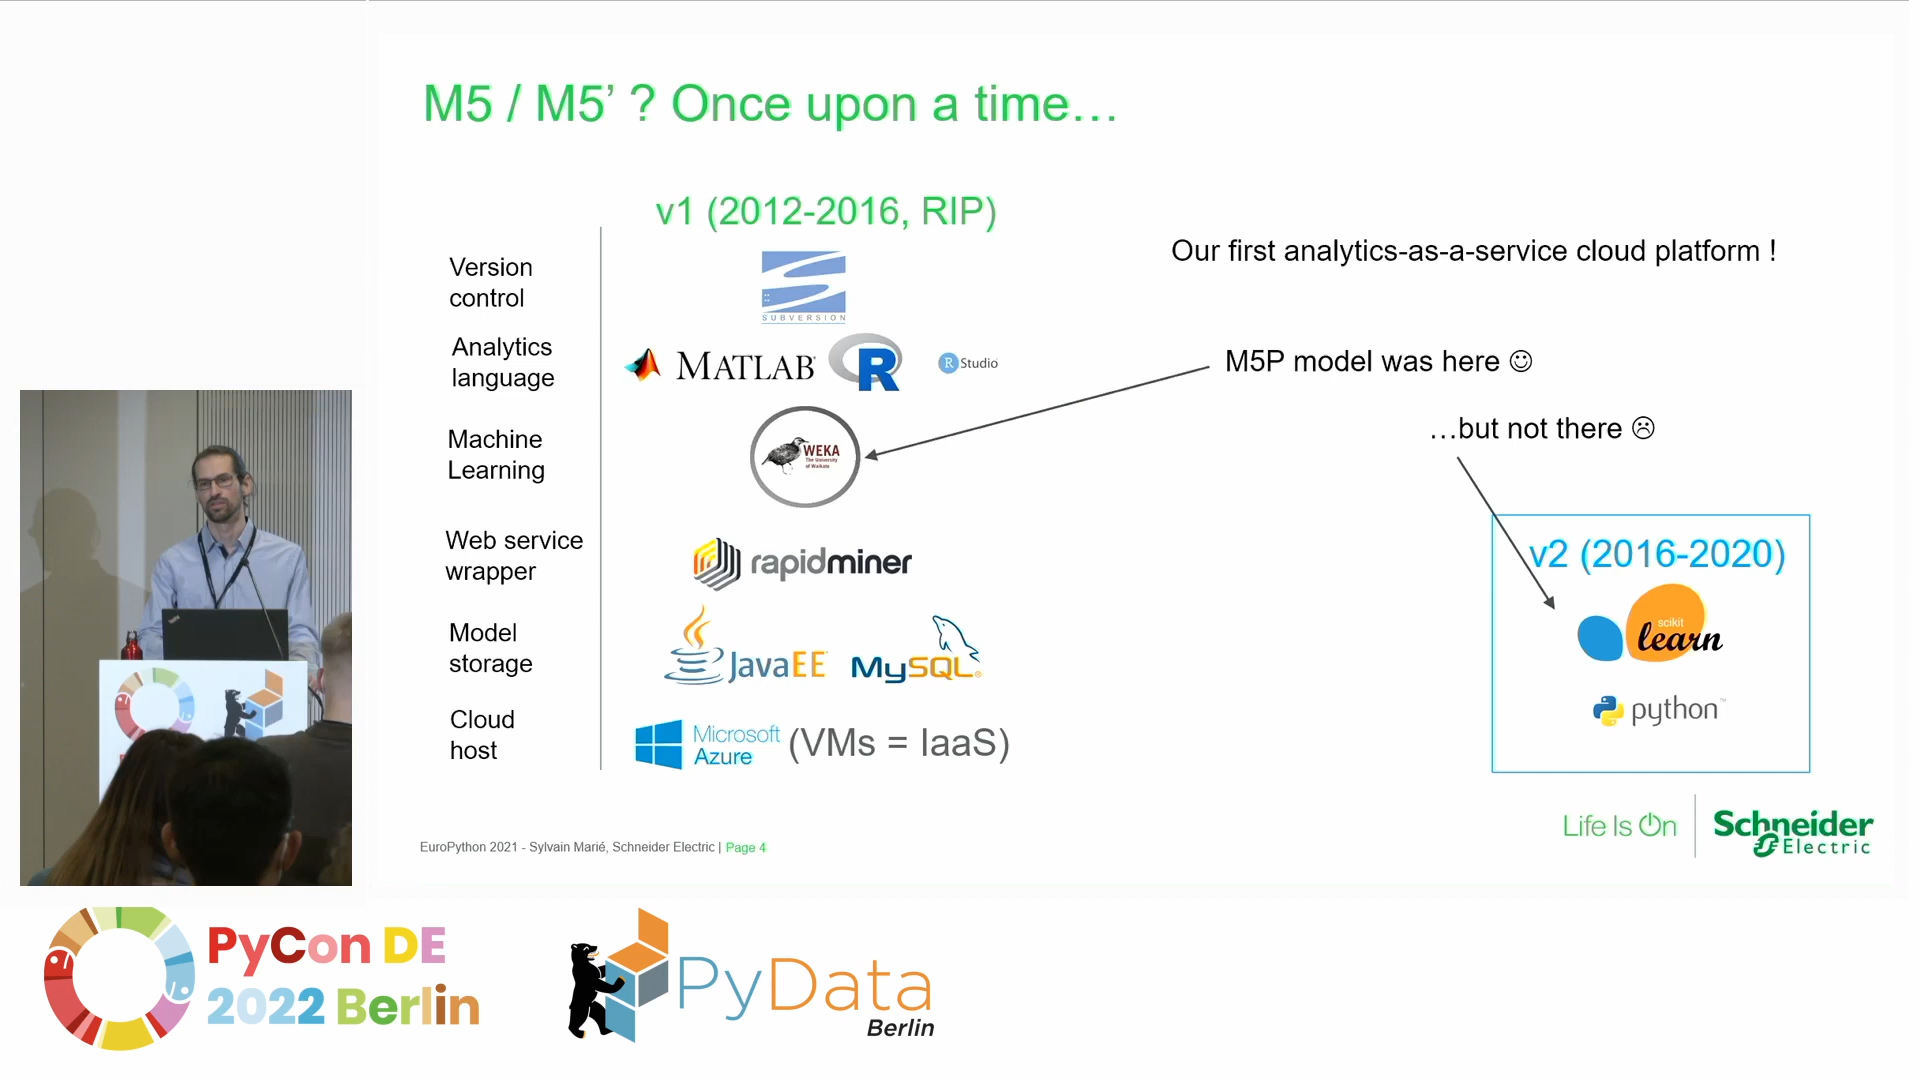 M5 / M5’ ? Once upon a time…
v1 (2012-2016, RIP)
Version
control
SUBVERSION
Our first analytics-as-a-service cloud platform !
Analytics
language
MATLAB
R
R Studio
M5P model was here ☺
…but not there ☹
Machine
Learning
WEKA
The University
of Waikato
Web service
wrapper
rapidminer
v2 (2016-2020)
scikit
learn
python™
Model
storage
JavaEE
MySQL®
Cloud
host
Microsoft
Azure
(VMs = IaaS)
Life Is On
Schneider
Electric
EuroPython 2021 - Sylvain Marié, Schneider Electric | Page 4
PyCon DE
2022 Berlin
PyData
Berlin